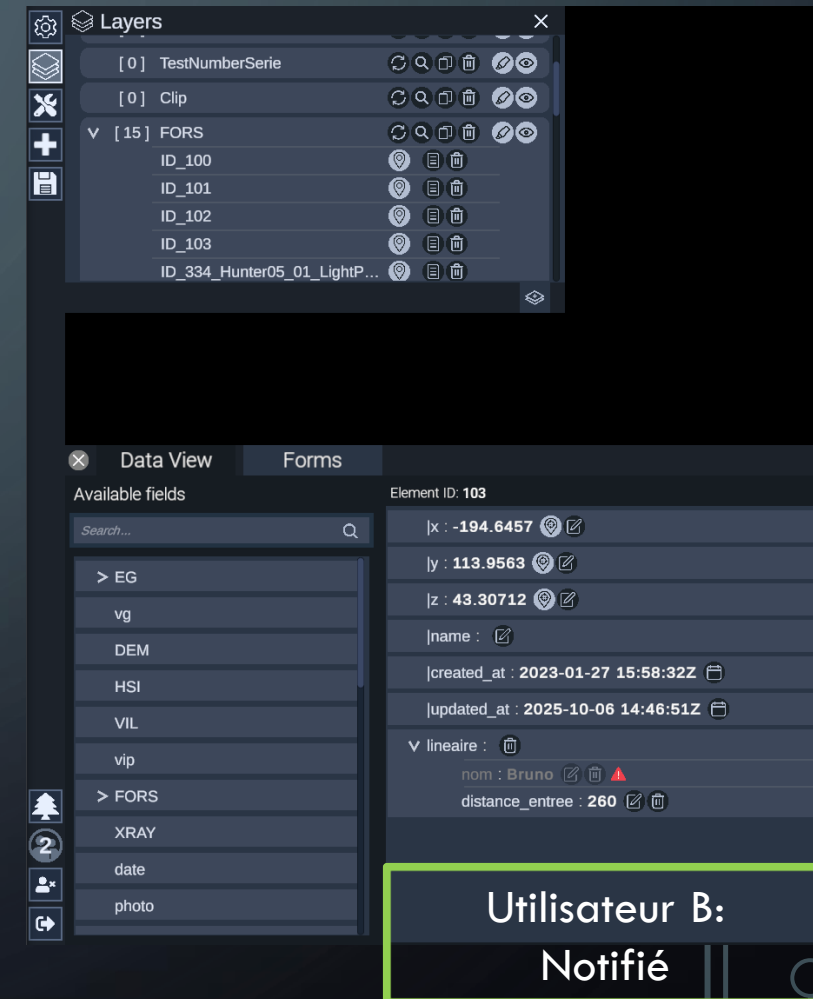 Layers
[ 0 ] TestNumberSerie
[ 0 ] Clip
[ 15 ] FORS
ID_100
ID_101
ID_102
ID_103
ID_334_Hunter05_01_LightP...
Data View Forms
Available fields
Search...
EG
vg
DEM
HSI
VIL
vip
FORS
XRAY
date
photo
Element ID: 103
|x : -194.6457
|y : 113.9563
|z : 43.30712
|name :
|created_at : 2023-01-27 15:58:32Z
|updated_at : 2025-10-06 14:46:51Z
lineaire :
nom : Bruno
distance_entree : 260
2
Utilisateur B:
Notifié